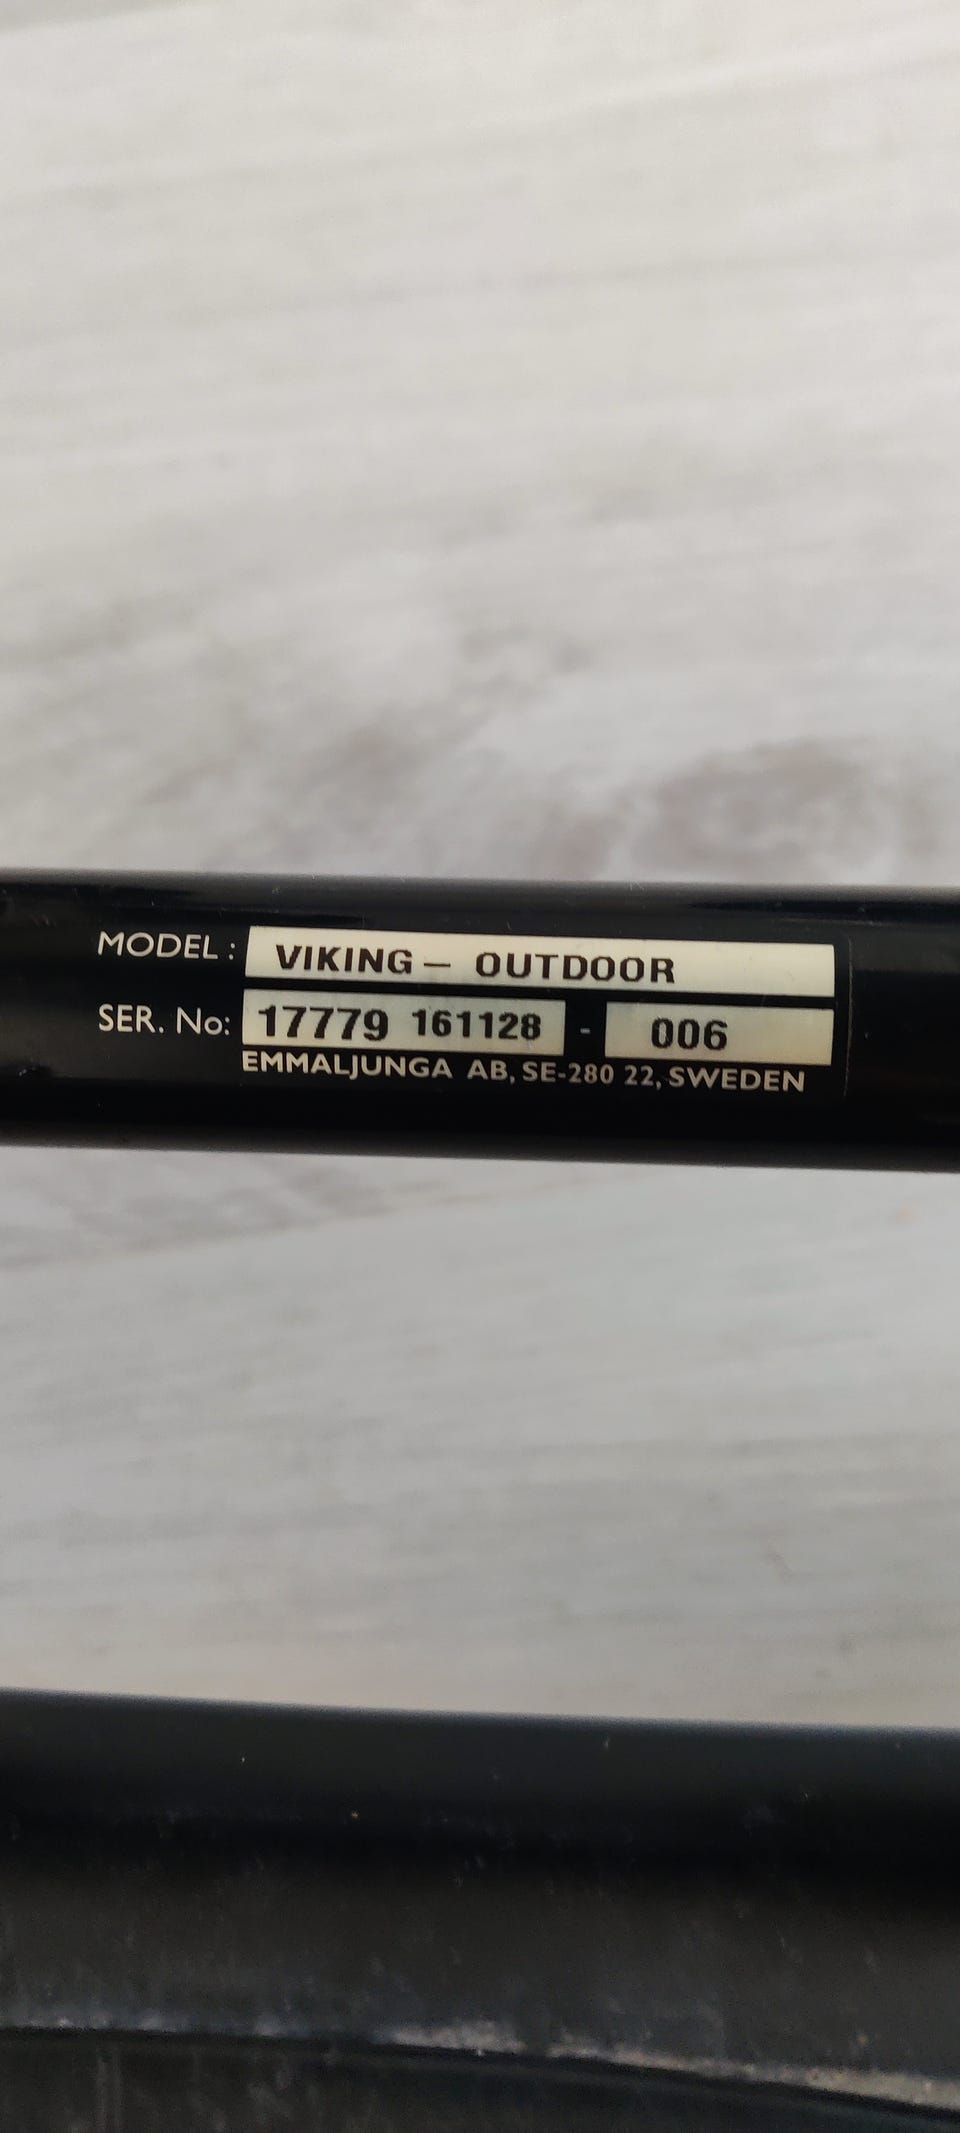 MODEL : VIKING – OUTDOOR
SER. No: 17779 161128 - 006
EMMALJUNGA AB, SE-280 22, SWEDEN